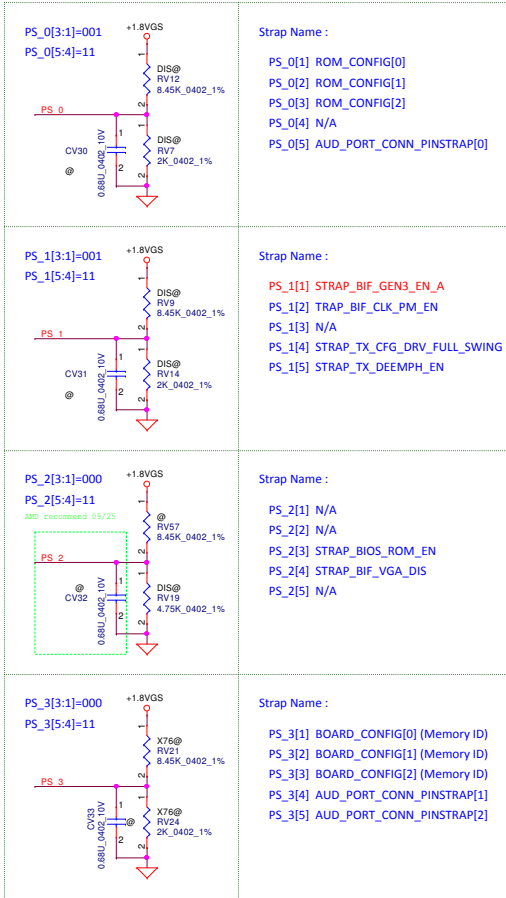 PS_0[3:1]=001
PS_0[5:4]=11
+1.8VGS
1
DIS@
RV12
8.45K_0402_1%
2
PS_0
1
CV30
@
0.68U_0402_10V
2
1
DIS@
RV7
2K_0402_1%
2
Strap Name :
PS_0[1] ROM_CONFIG[0]
PS_0[2] ROM_CONFIG[1]
PS_0[3] ROM_CONFIG[2]
PS_0[4] N/A
PS_0[5] AUD_PORT_CONN_PINSTRAP[0]
PS_1[3:1]=001
PS_1[5:4]=11
+1.8VGS
1
DIS@
RV9
8.45K_0402_1%
2
PS_1
1
CV31
@
0.68U_0402_10V
2
1
DIS@
RV14
2K_0402_1%
2
Strap Name :
PS_1[1] STRAP_BIF_GEN3_EN_A
PS_1[2] TRAP_BIF_CLK_PM_EN
PS_1[3] N/A
PS_1[4] STRAP_TX_CFG_DRV_FULL_SWING
PS_1[5] STRAP_TX_DEEMPH_EN
PS_2[3:1]=000
PS_2[5:4]=11
AMD recommend 09/25
+1.8VGS
1
@
RV57
8.45K_0402_1%
2
PS_2
1
@
CV32
0.68U_0402_10V
2
1
DIS@
RV19
4.75K_0402_1%
2
Strap Name :
PS_2[1] N/A
PS_2[2] N/A
PS_2[3] STRAP_BIOS_ROM_EN
PS_2[4] STRAP_BIF_VGA_DIS
PS_2[5] N/A
PS_3[3:1]=000
PS_3[5:4]=11
+1.8VGS
1
X76@
RV21
8.45K_0402_1%
2
PS_3
1
CV33
@
0.68U_0402_10V
2
1
X76@
RV24
2K_0402_1%
2
Strap Name :
PS_3[1] BOARD_CONFIG[0] (Memory ID)
PS_3[2] BOARD_CONFIG[1] (Memory ID)
PS_3[3] BOARD_CONFIG[2] (Memory ID)
PS_3[4] AUD_PORT_CONN_PINSTRAP[1]
PS_3[5] AUD_PORT_CONN_PINSTRAP[2]